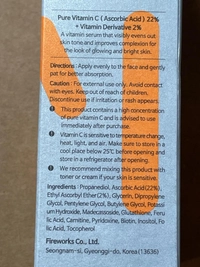 Pure Vitamin C ( Ascorbic Acid ) 22%
+ Vitamin Derivative 2%
A vitamin serum that visibly evens out
skin tone and improves complexion for
the look of glowing and bright skin.
Directions : Apply evenly to the face and gently
pat for better absorption.
Caution : For external use only. Avoid contact
with eyes. Keep out of reach of children.
Discontinue use if irritation or rash appears.
This product contains a high concentration
of pure vitamin C and is advised to use
immediately after purchase.
Vitamin C is sensitive to temperature change,
heat, light, and air. Make sure to store in a
cool place below 25℃ before opening and
store in a refrigerator after opening.
We recommend mixing this product with
toner or cream if your skin is sensitive.
Ingredients : Propanediol, Ascorbic Acid(22%),
Ethyl Ascorbyl Ether(2%), Glycerin, Dipropylene
Glycol, Pentylene Glycol, Butylene Glycol, Potassi
um Hydroxide, Madecassoside, Glutathione, Feru
lic Acid, Carnitine, Pyridoxine, Biotin, Inositol, Fo
lic Acid, Tocopherol
Fireworks Co., Ltd.
Seongnam-si, Gyeonggi-do, Korea (13636)